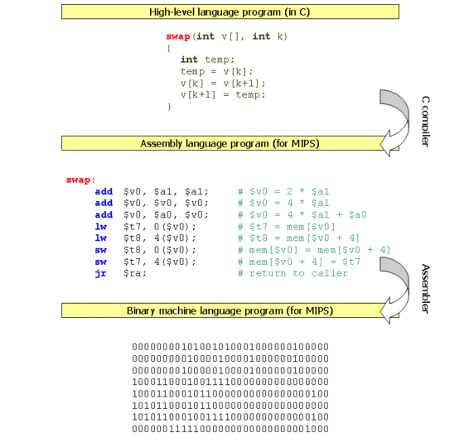 High-level language program (in C)
swap(int v[], int k)
{
int temp;
temp = v[k];
v[k] = v[k+1];
v[k+1] = temp;
}
C compiler
Assembly language program (for MIPS)
swap:
add $v0, $a1, $a1; # $v0 = 2 * $a1
add $v0, $v0, $v0; # $v0 = 4 * $a1
add $v0, $a0, $v0; # $v0 = 4 * $a1 + $a0
lw $t7, 0($v0); # $t7 = mem[$v0]
lw $t8, 4($v0); # $t8 = mem[$v0 + 4]
sw $t8, 0($v0); # mem[$v0] = mem[$v0 + 4]
sw $t7, 4($v0); # mem[$v0 + 4] = $t7
jr $ra; # return to caller
Assembler
Binary machine language program (for MIPS)
00000000101001010001000000100000
00000000010000100001000000100000
00000000100000100001000000100000
10001100010011110000000000000000
10001100010110000000000000000100
10101100010110000000000000000000
10101100010011110000000000000100
00000011111000000000000000001000